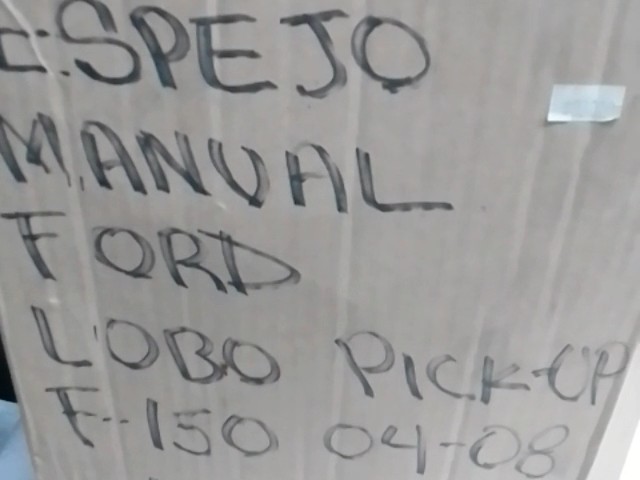 ESPEJO
MANUAL
FORD
LOBO PICK-UP
F-150 04-08